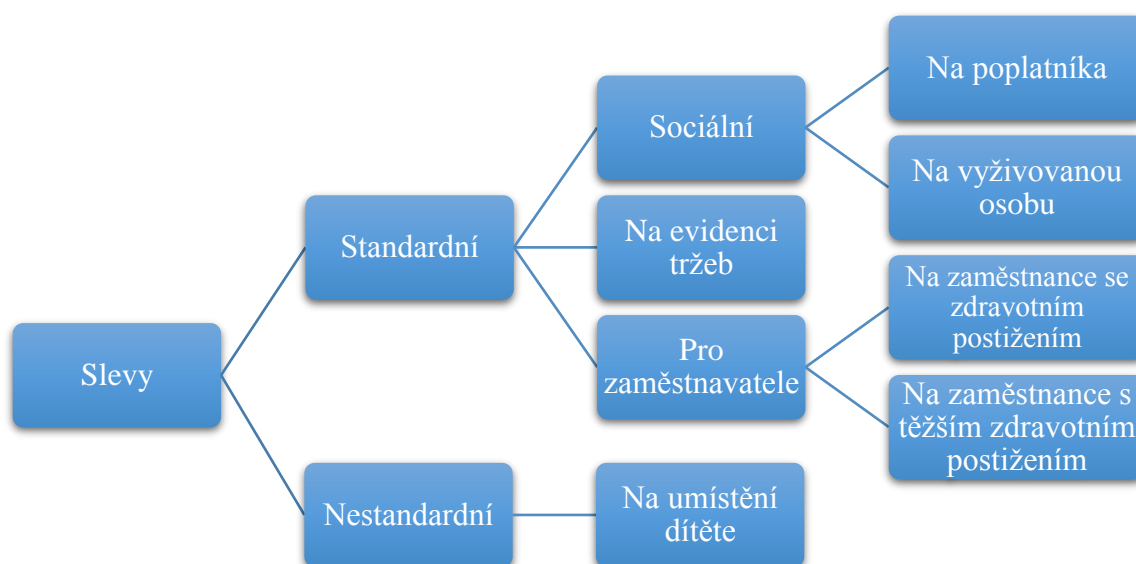 Slevy
Standardní
Nestandardní
Sociální
Na evidenci
tržeb
Pro
zaměstnavatele
Na umístění
dítěte
Na poplatníka
Na vyživovanou
osobu
Na zaměstnance se
zdravotním
postižením
Na zaměstnance s
těžším zdravotním
postižením